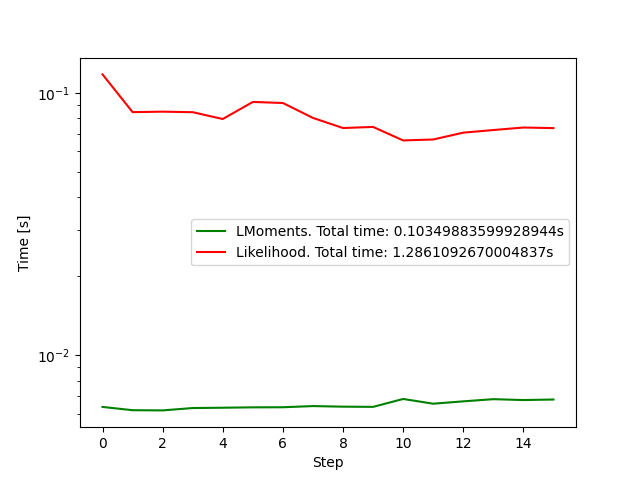 10⁻¹
10⁻²
Time [s]
LMoments. Total time: 0.10349883599928944s
Likelihood. Total time: 1.2861092670004837s
0 2 4 6 8 10 12 14
Step